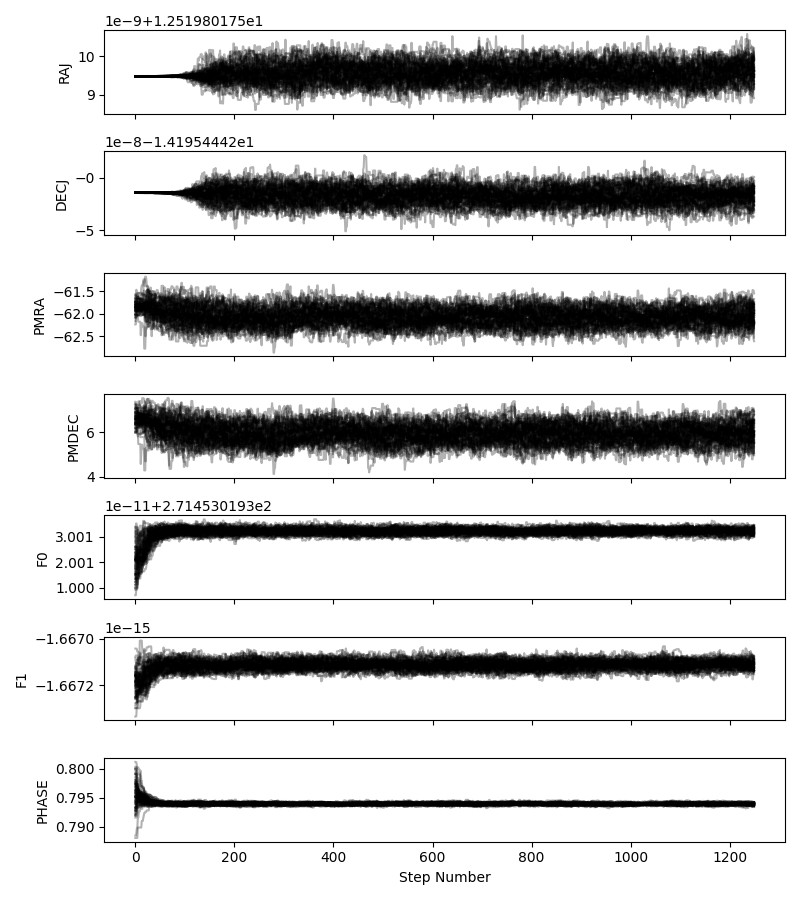 1e−9+1.251980175e1
10
9
RAJ
1e−8−1.41954442e1
−0
−5
DECJ
−61.5
−62.0
−62.5
PMRA
6
4
PMDEC
1e−11+2.714530193e2
3.001
2.001
1.000
F0
1e−15
−1.6670
−1.6672
F1
0.800
0.795
0.790
PHASE
0 200 400 600 800 1000 1200
Step Number